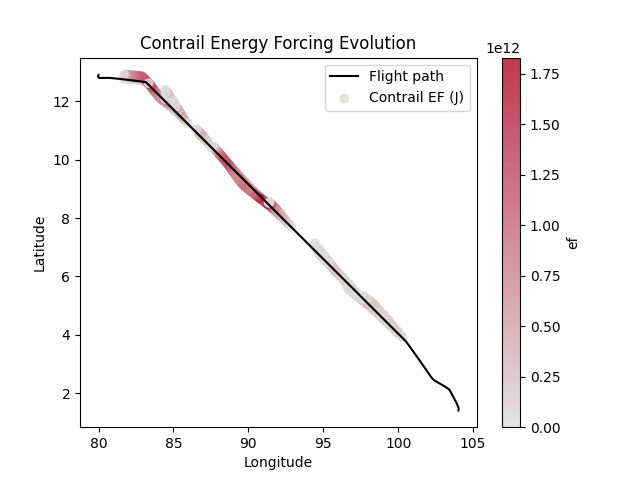 Contrail Energy Forcing Evolution
1e12
Flight path
Contrail EF (J)
12
10
8
6
4
2
Latitude
80
85
90
95
100
105
Longitude
1.75
1.50
1.25
1.00
0.75
0.50
0.25
0.00
ef